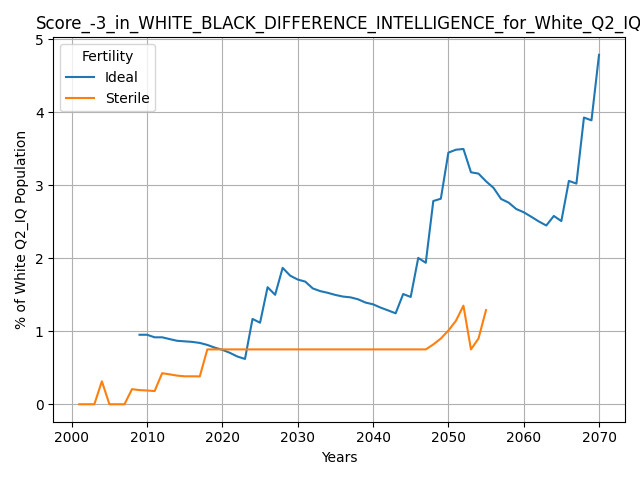 Score_-3_in_WHITE_BLACK_DIFFERENCE_INTELLIGENCE_for_White_Q2_IQ
Fertility
Ideal
Sterile
% of White Q2_IQ Population
5
4
3
2
1
0
2000 2010 2020 2030 2040 2050 2060 2070
Years